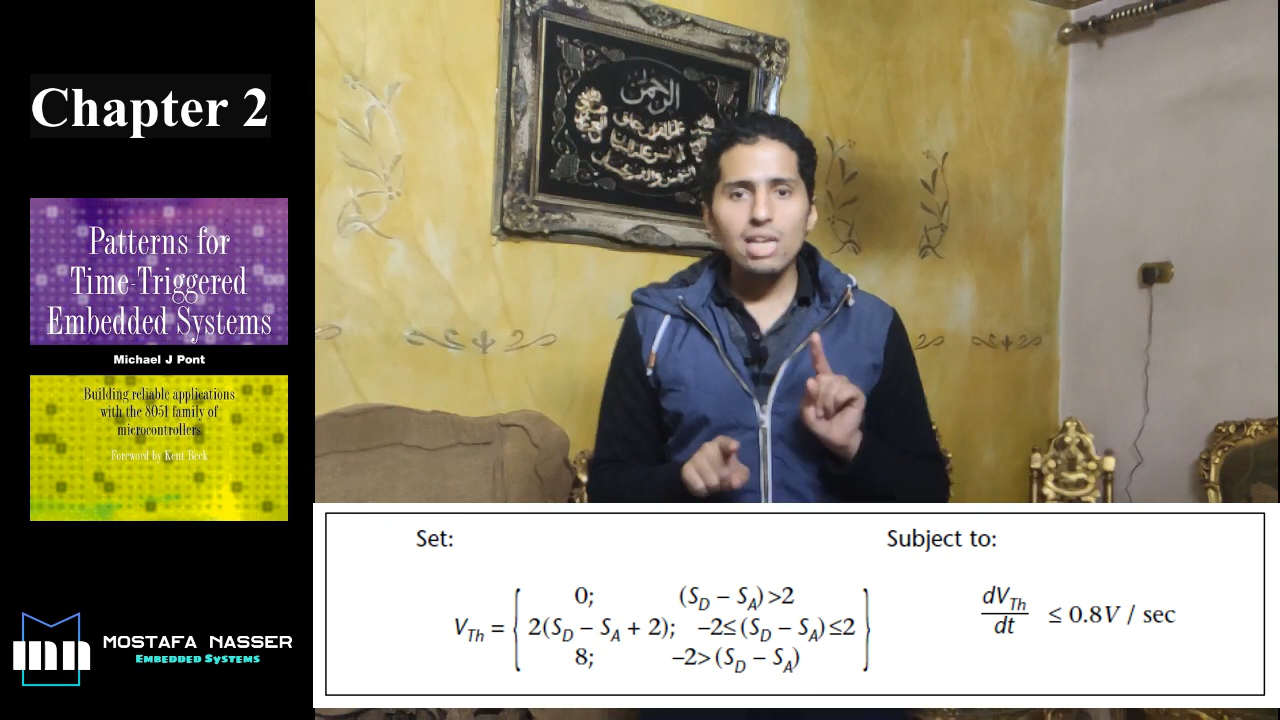 Chapter 2
Patterns for
Time-Triggered
Embedded Systems
Michael J Pont
Building reliable applications
with the 8051 family of
microcontrollers
Foreword by Kent Beck
mn
MOSTAFA NASSER
EMBEDDED SYSTEMS
الرحمن
Set:
Subject to:
V_Th = { 0; (S_D − S_A) >2
2(S_D − S_A + 2); −2≤ (S_D − S_A) ≤2
8; −2> (S_D − S_A) }
dV_Th/dt ≤ 0.8V / sec